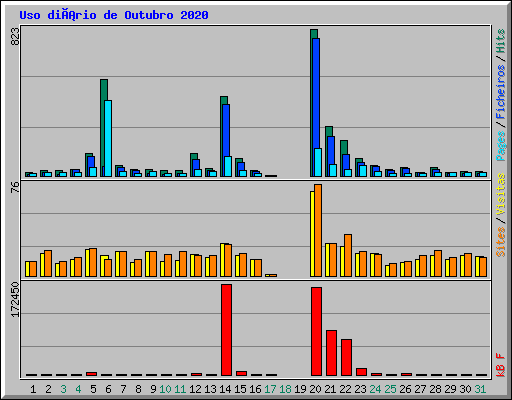 Uso diÃ¡rio de Outubro 2020
823
76
172450
Pages / Ficheiros / Hits
Sites / Visitas
kB F
1 2 3 4 5 6 7 8 9 10 11 12 13 14 15 16 17 18 19 20 21 22 23 24 25 26 27 28 29 30 31